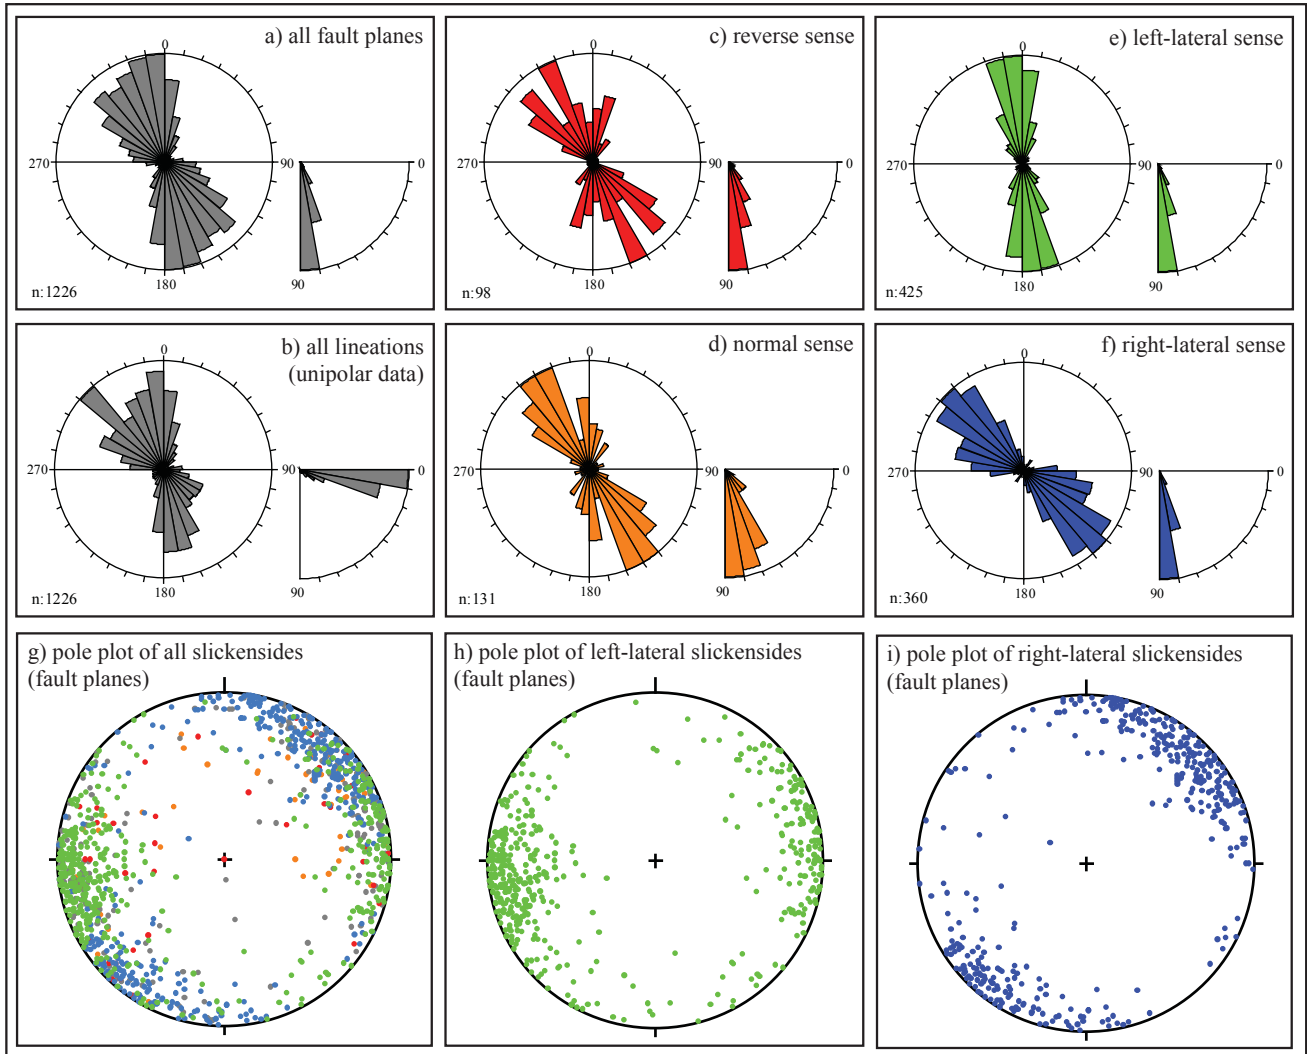 a) all fault planes
0
270
90
0
180
90
n:1226
c) reverse sense
0
270
90
0
180
90
n:98
e) left-lateral sense
0
270
90
0
180
90
n:425
b) all lineations
(unipolar data)
0
270
90
0
180
90
n:1226
d) normal sense
0
270
90
0
180
90
n:131
f) right-lateral sense
0
270
90
0
180
90
n:360
g) pole plot of all slickensides
(fault planes)
h) pole plot of left-lateral slickensides
(fault planes)
i) pole plot of right-lateral slickensides
(fault planes)